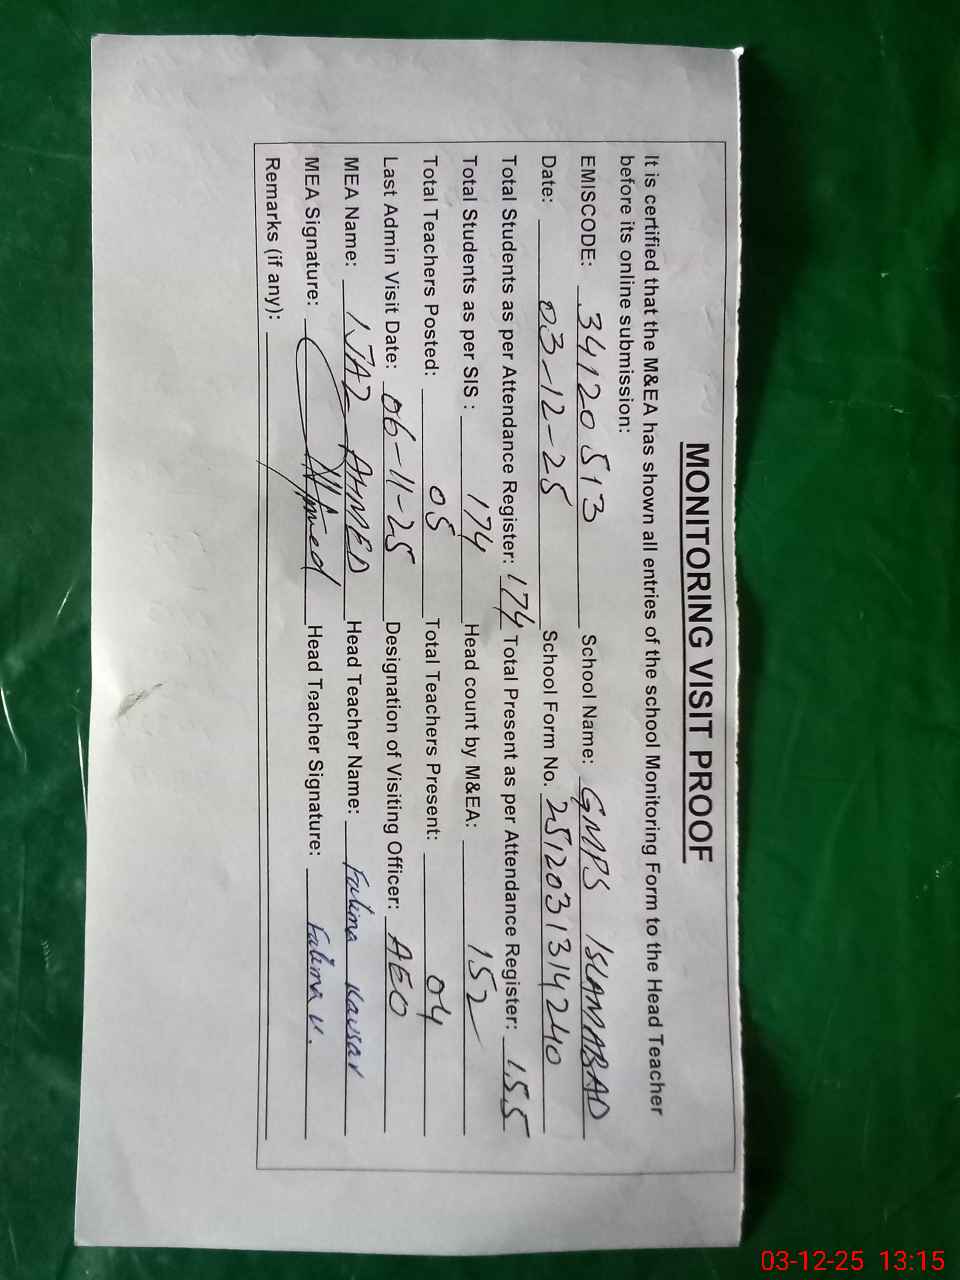 MONITORING VISIT PROOF
It is certified that the M&EA has shown all entries of the school Monitoring Form to the Head Teacher
before its online submission:
EMISCODE: 34120513 School Name: GMPS ISLAMABAD
Date: 03-12-25 School Form No. 251203134240
Total Students as per Attendance Register: 174 Total Present as per Attendance Register: 155
Total Students as per SIS : 174 Head count by M&EA: 152
Total Teachers Posted: 05 Total Teachers Present: 04
Last Admin Visit Date: 06-11-25 Designation of Visiting Officer: AEO
MEA Name: IJAZ AHMED Head Teacher Name: Fatima Kausar
MEA Signature: Ahmed Head Teacher Signature: Fatima K.
Remarks (if any):
03-12-25 13:15